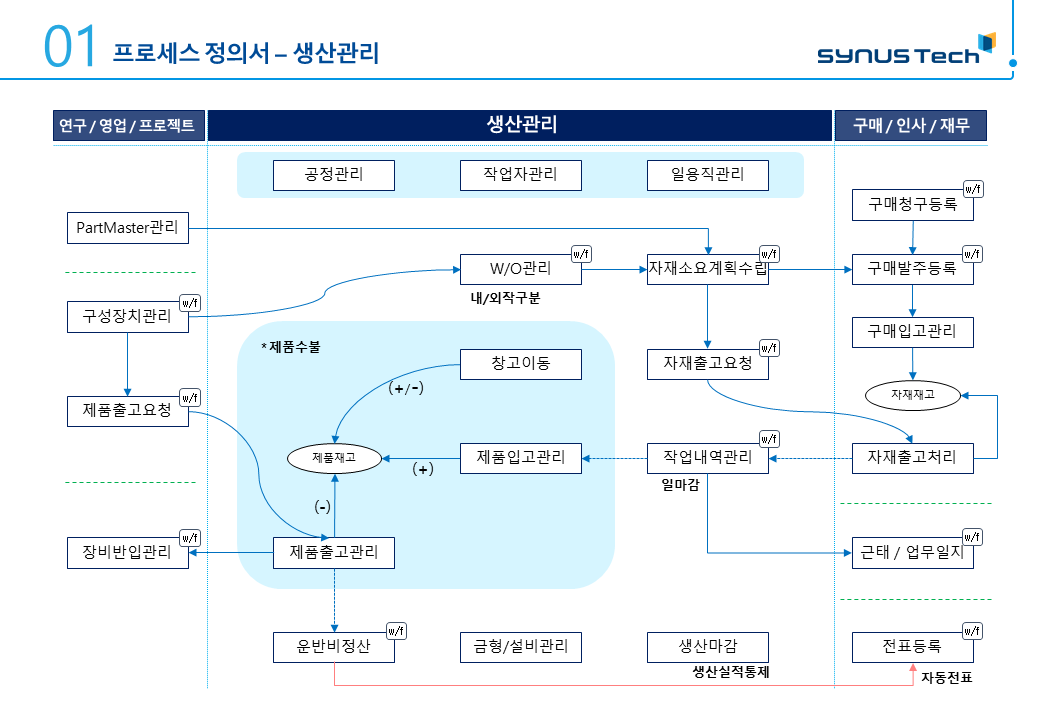 01 프로세스 정의서 – 생산관리
SYNUS Tech
연구 / 영업 / 프로젝트
생산관리
구매 / 인사 / 재무
공정관리
작업자관리
일용직관리
w/f
구매청구등록
PartMaster관리
w/f
W/O관리
w/f
자재소요계획수립
w/f
구매발주등록
내/외작구분
w/f
구성장치관리
구매입고관리
*제품수불
창고이동
w/f
자재출고요청
(+/-)
자재재고
w/f
제품출고요청
제품재고
(+)
제품입고관리
w/f
작업내역관리
자재출고처리
일마감
(-)
w/f
장비반입관리
제품출고관리
w/f
근태 / 업무일지
w/f
운반비정산
금형/설비관리
생산마감
w/f
전표등록
생산실적통제
자동전표